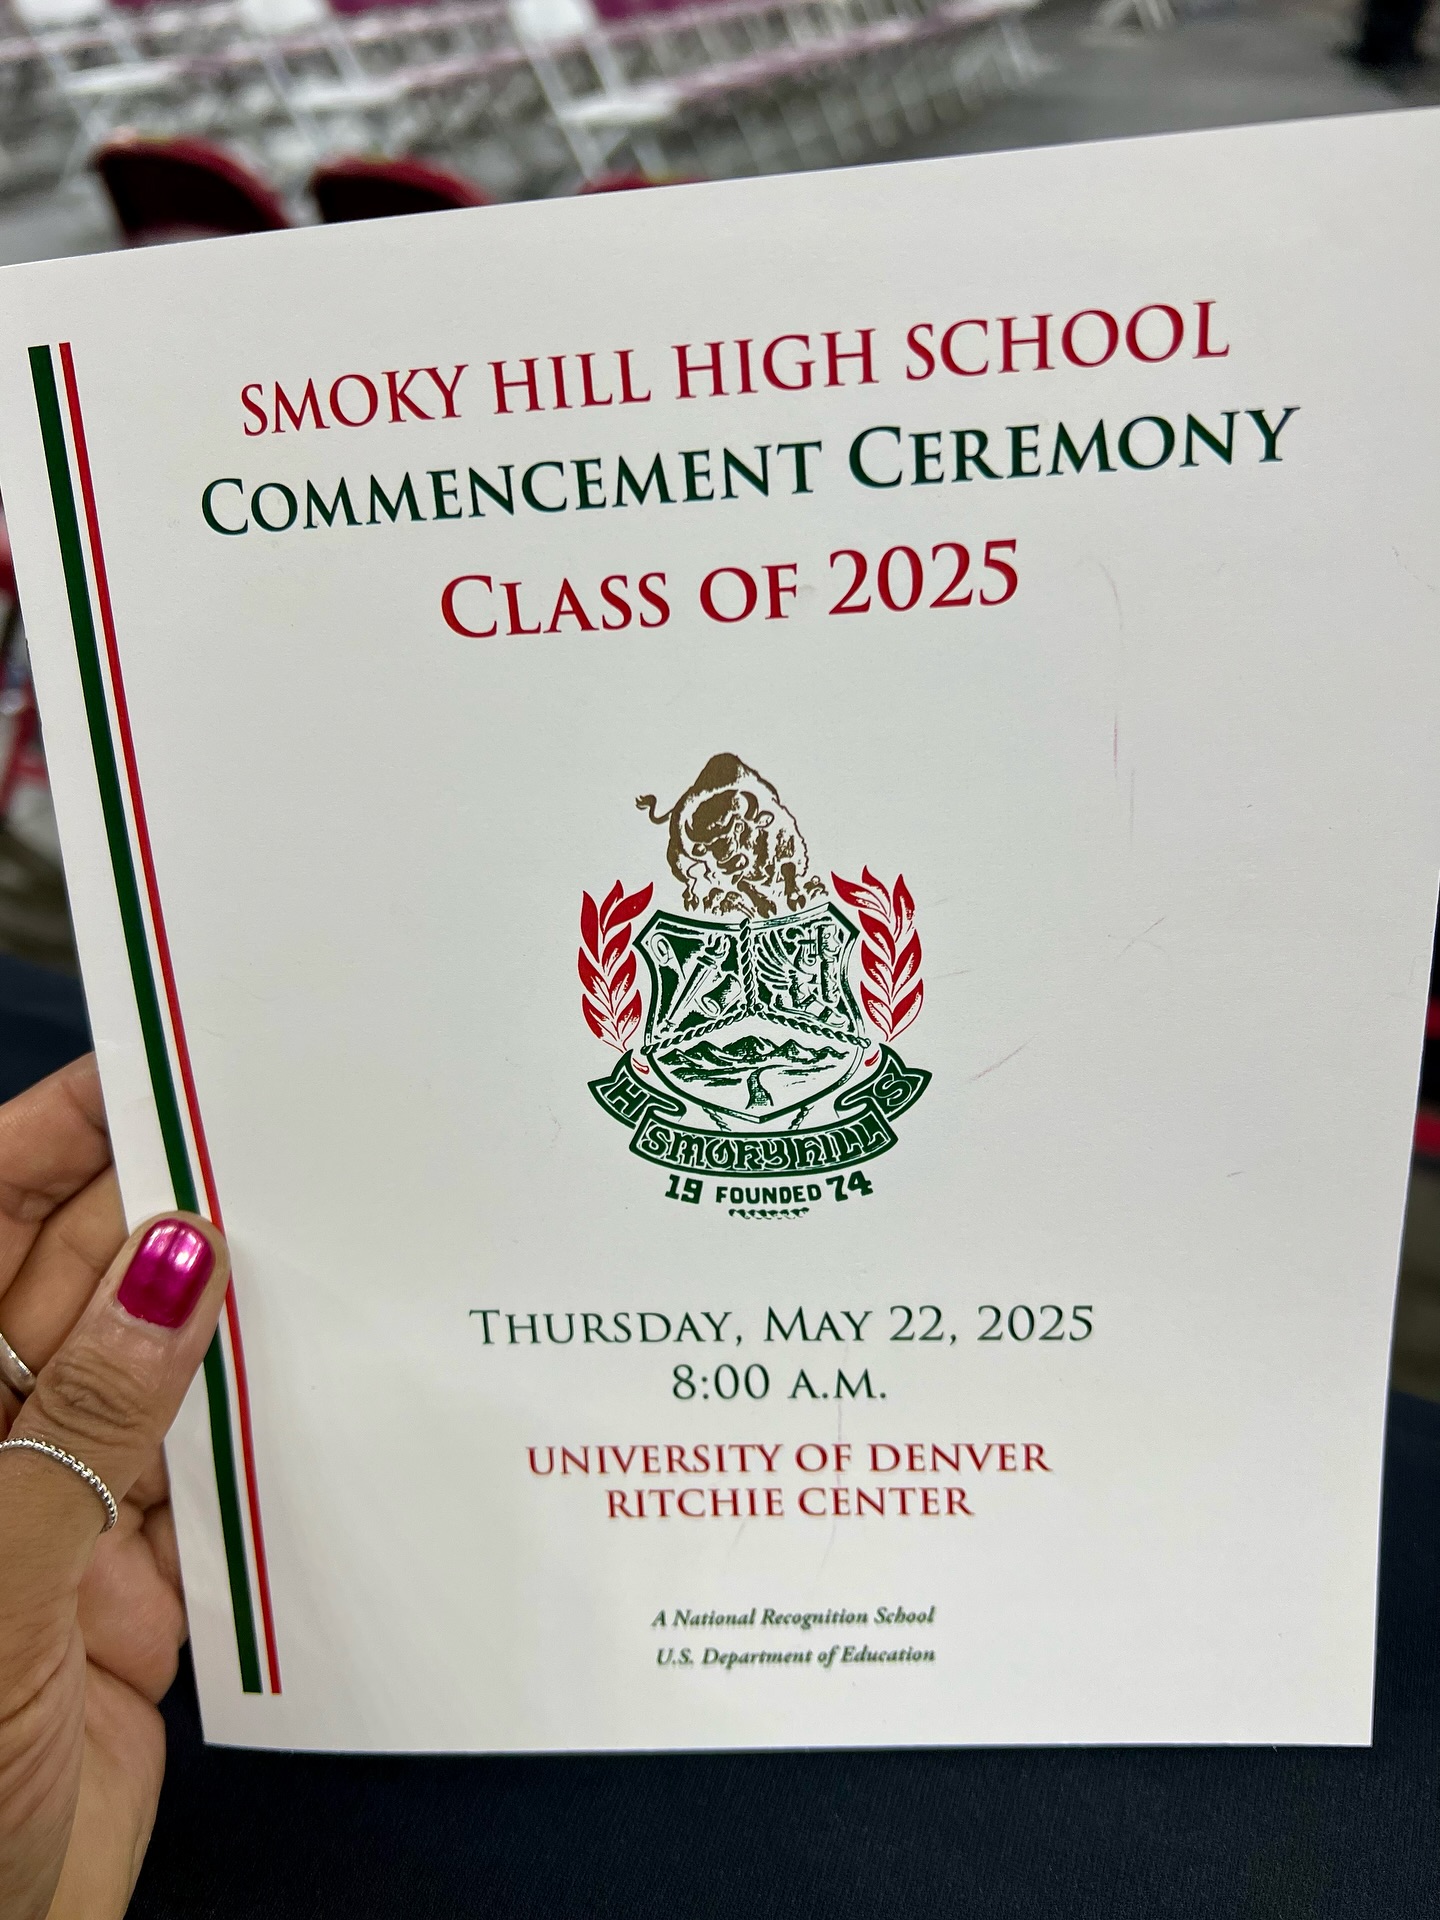 SMOKY HILL HIGH SCHOOL
COMMENCEMENT CEREMONY
CLASS OF 2025
H S
SMOKY HILL
19 FOUNDED 74
THURSDAY, MAY 22, 2025
8:00 A.M.
UNIVERSITY OF DENVER
RITCHIE CENTER
A National Recognition School
U.S. Department of Education